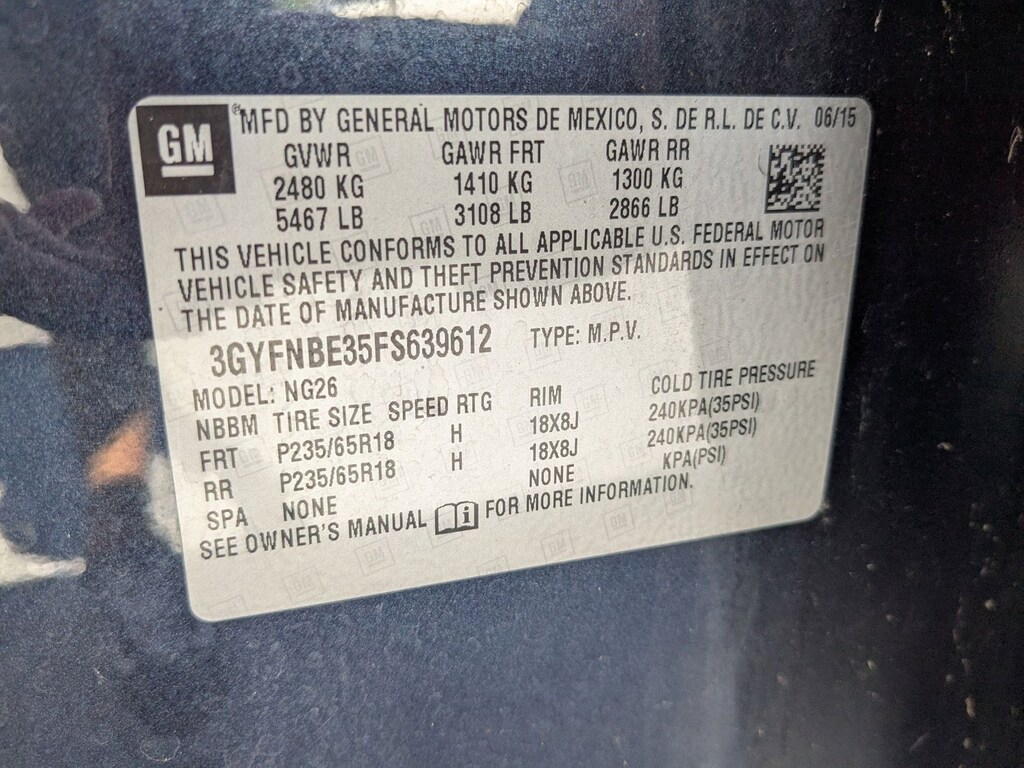 GM
® MFD BY GENERAL MOTORS DE MEXICO, S. DE R.L. DE C.V. 06/15
GVWR GAWR FRT GAWR RR
2480 KG 1410 KG 1300 KG
5467 LB 3108 LB 2866 LB
THIS VEHICLE CONFORMS TO ALL APPLICABLE U.S. FEDERAL MOTOR
VEHICLE SAFETY AND THEFT PREVENTION STANDARDS IN EFFECT ON
THE DATE OF MANUFACTURE SHOWN ABOVE.
3GYFNBE35FS639612 TYPE: M.P.V.
MODEL: NG26
NBBM TIRE SIZE SPEED RTG RIM COLD TIRE PRESSURE
FRT P235/65R18 H 18X8J 240KPA(35PSI)
RR P235/65R18 H 18X8J 240KPA(35PSI)
SPA NONE NONE KPA(PSI)
SEE OWNER'S MANUAL i FOR MORE INFORMATION.